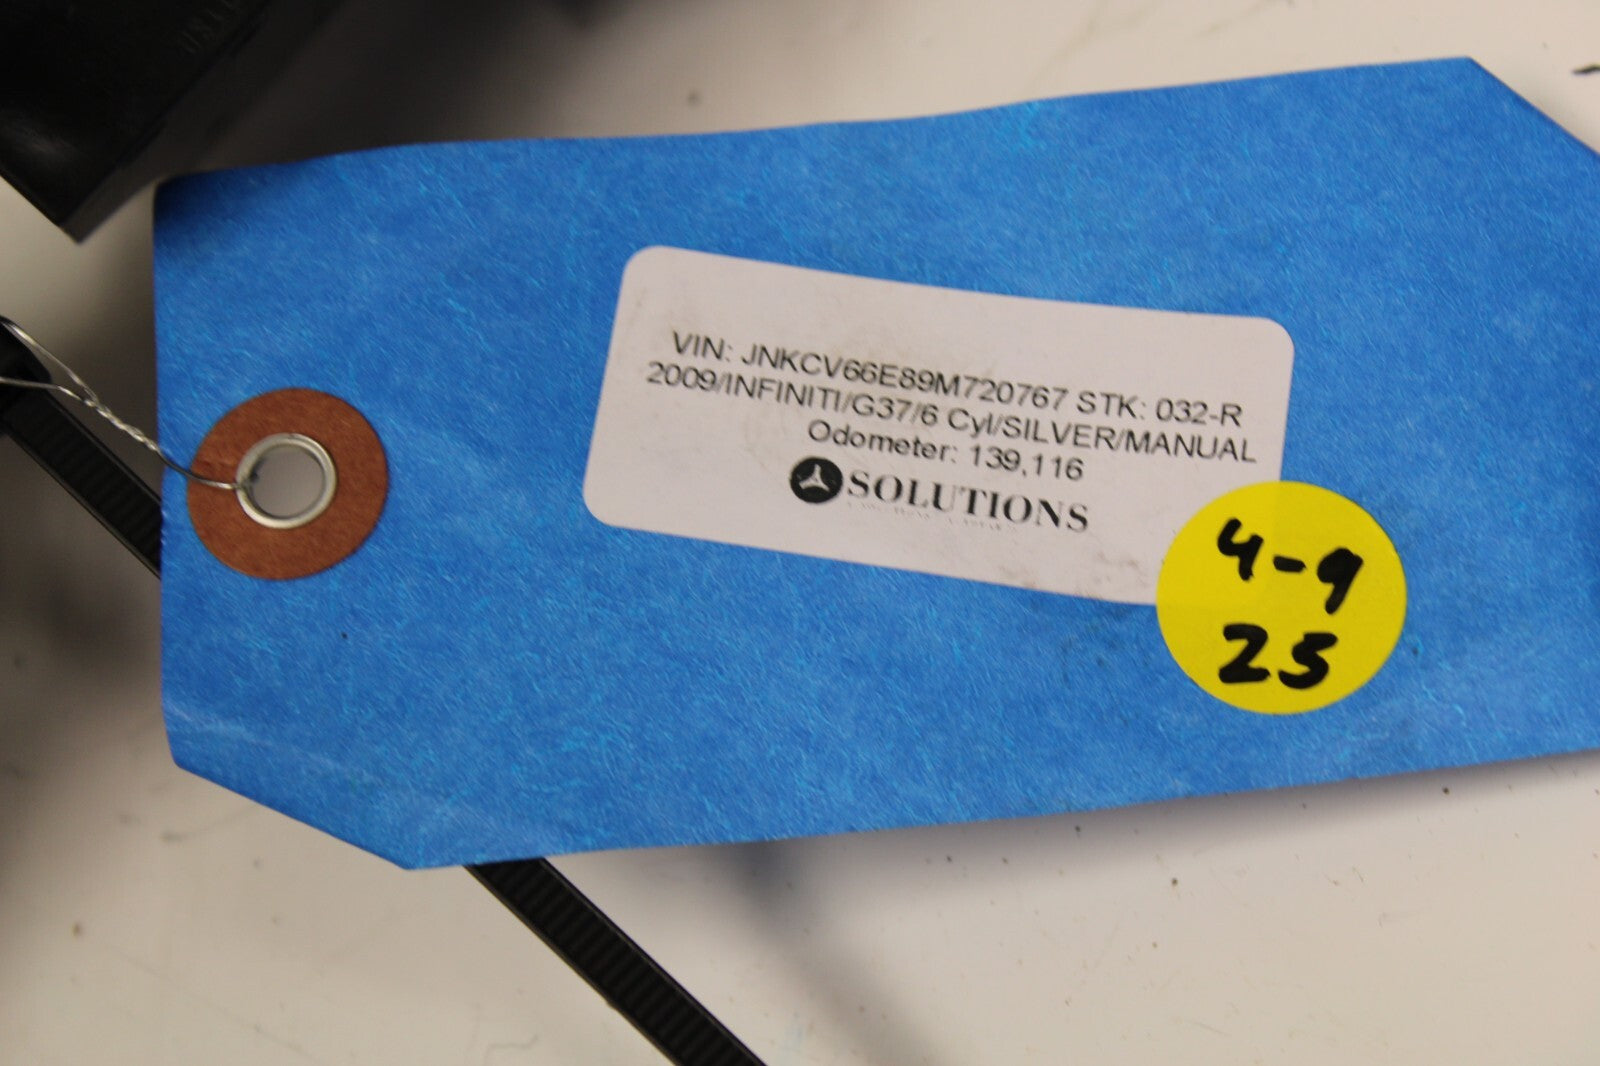 VIN: JNKCV66E89M720767 STK: 032-R
2009/INFINITI/G37/6 Cyl/SILVER/MANUAL
Odometer: 139,116
SOLUTIONS
4-9
25